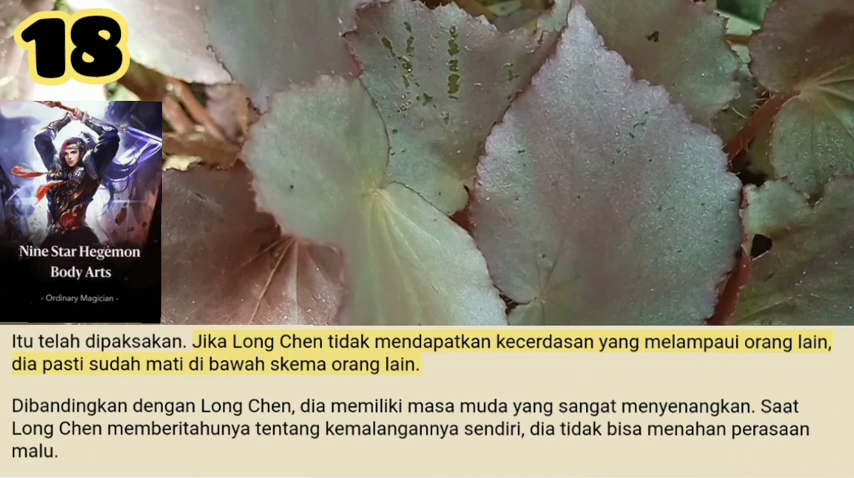 18
Nine Star Hegemon
Body Arts
- Ordinary Magician -
Itu telah dipaksakan. Jika Long Chen tidak mendapatkan kecerdasan yang melampaui orang lain,
dia pasti sudah mati di bawah skema orang lain.
Dibandingkan dengan Long Chen, dia memiliki masa muda yang sangat menyenangkan. Saat
Long Chen memberitahunya tentang kemalangannya sendiri, dia tidak bisa menahan perasaan
malu.